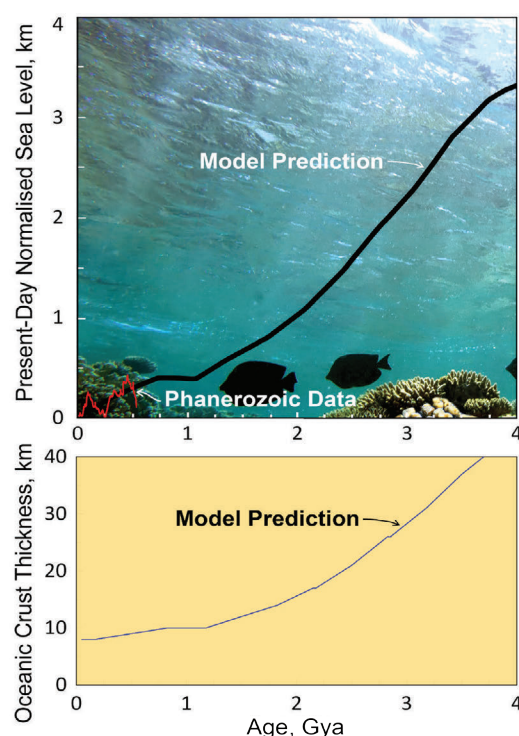 Present-Day Normalised Sea Level, km
4
3
2
1
0
Model Prediction
Phanerozoic Data
0 1 2 3 4
Oceanic Crust Thickness, km
40
30
20
10
0
Model Prediction
0 1 2 3 4
Age, Gya